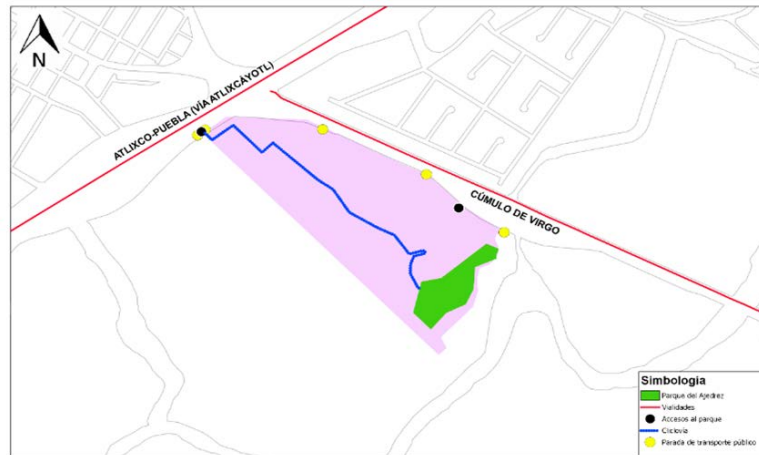 N
ATLIXCO-PUEBLA (VÍA ATLIXCÁYOTL)
CÚMULO DE VIRGO
Simbología
Parque del Ajedrez
Vialidades
Accesos al parque
Ciclovía
Parada de transporte público